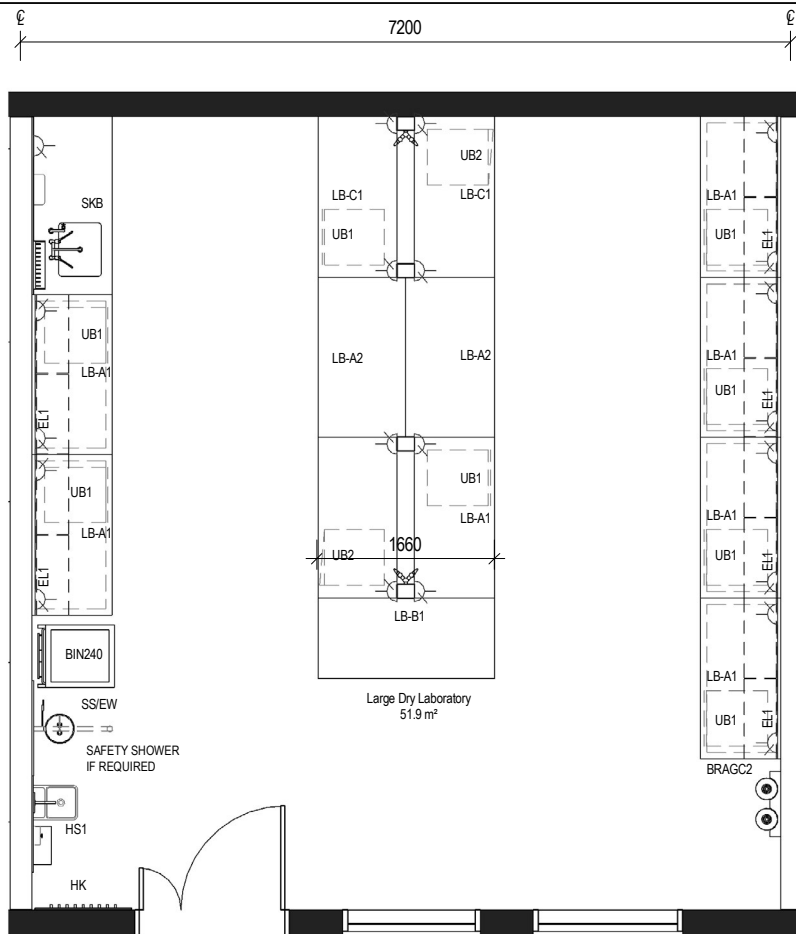 ℄
℄
7200
SKB
LB-C1
UB1
UB2
LB-C1
LB-A1
UB1
EL1
UB1
LB-A1
EL1
LB-A2
LB-A2
LB-A1
UB1
EL1
UB1
LB-A1
EL1
UB1
LB-A1
UB2
1660
LB-B1
LB-A1
UB1
EL1
BIN240
SS/EW
SAFETY SHOWER
IF REQUIRED
Large Dry Laboratory
51.9 m²
LB-A1
UB1
EL1
BRAGC2
HS1
HK